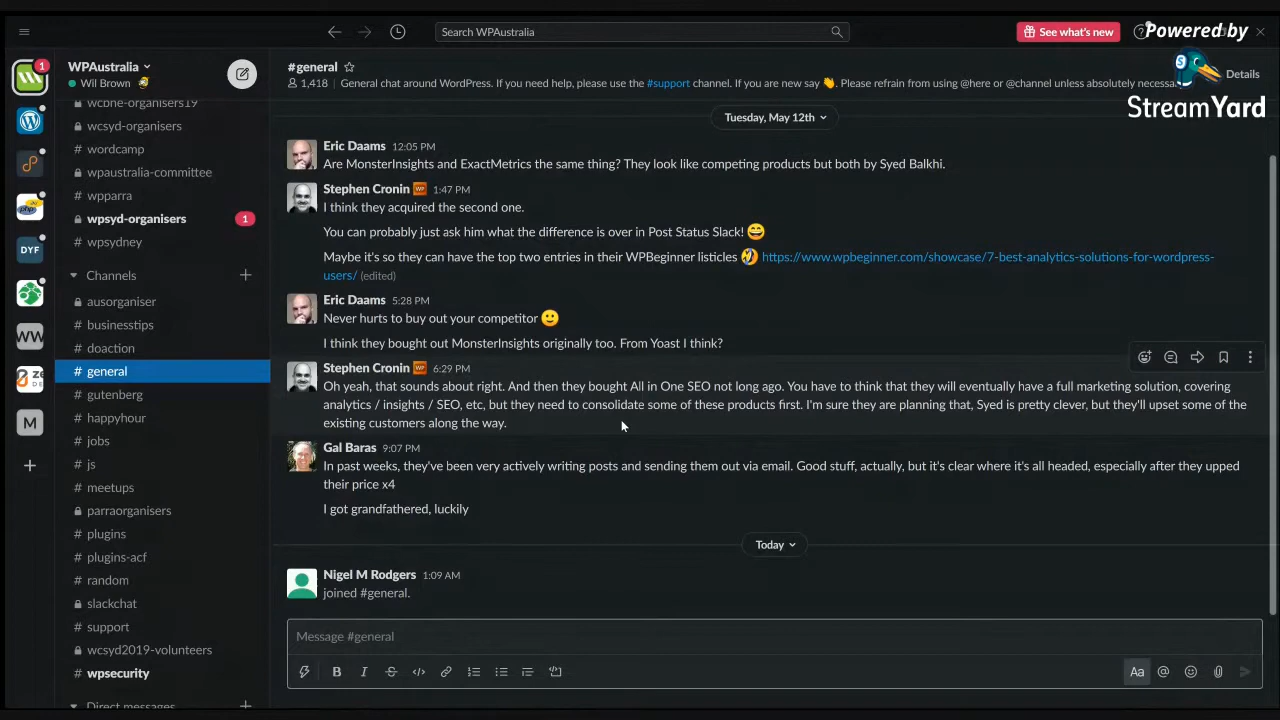 Search WPAustralia
See what's new
Powered by
StreamYard
WPAustralia
Wil Brown
wcbne-organisers19
wcsyd-organisers
wordcamp
wpaustralia-committee
wpparra
wpsyd-organisers 1
wpsydney
Channels
ausorganiser
# businesstips
# doaction
# general
# gutenberg
# happyhour
# jobs
# js
# meetups
parraorganisers
# plugins
# plugins-acf
# random
slackchat
# support
wcsyd2019-volunteers
# wpsecurity
Direct messages
1
php
DYF
WW
M
#general
1,418 General chat around WordPress. If you need help, please use the #support channel. If you are new say 👋. Please refrain from using @here or @channel unless absolutely
Details
Tuesday, May 12th
Eric Daams 12:05 PM
Are MonsterInsights and ExactMetrics the same thing? They look like competing products but both by Syed Balkhi.
Stephen Cronin WP 1:47 PM
I think they acquired the second one.
You can probably just ask him what the difference is over in Post Status Slack! 😄
Maybe it's so they can have the top two entries in their WPBeginner listicles 🤣 https://www.wpbeginner.com/showcase/7-best-analytics-solutions-for-wordpress-
users/ (edited)
Eric Daams 5:28 PM
Never hurts to buy out your competitor 🙂
I think they bought out MonsterInsights originally too. From Yoast I think?
Stephen Cronin WP 6:29 PM
Oh yeah, that sounds about right. And then they bought All in One SEO not long ago. You have to think that they will eventually have a full marketing solution, covering
analytics / insights / SEO, etc, but they need to consolidate some of these products first. I'm sure they are planning that, Syed is pretty clever, but they'll upset some of the
existing customers along the way.
Gal Baras 9:07 PM
In past weeks, they've been very actively writing posts and sending them out via email. Good stuff, actually, but it's clear where it's all headed, especially after they upped
their price x4
I got grandfathered, luckily
Today
Nigel M Rodgers 1:09 AM
joined #general.
Message #general
B I S Aa @